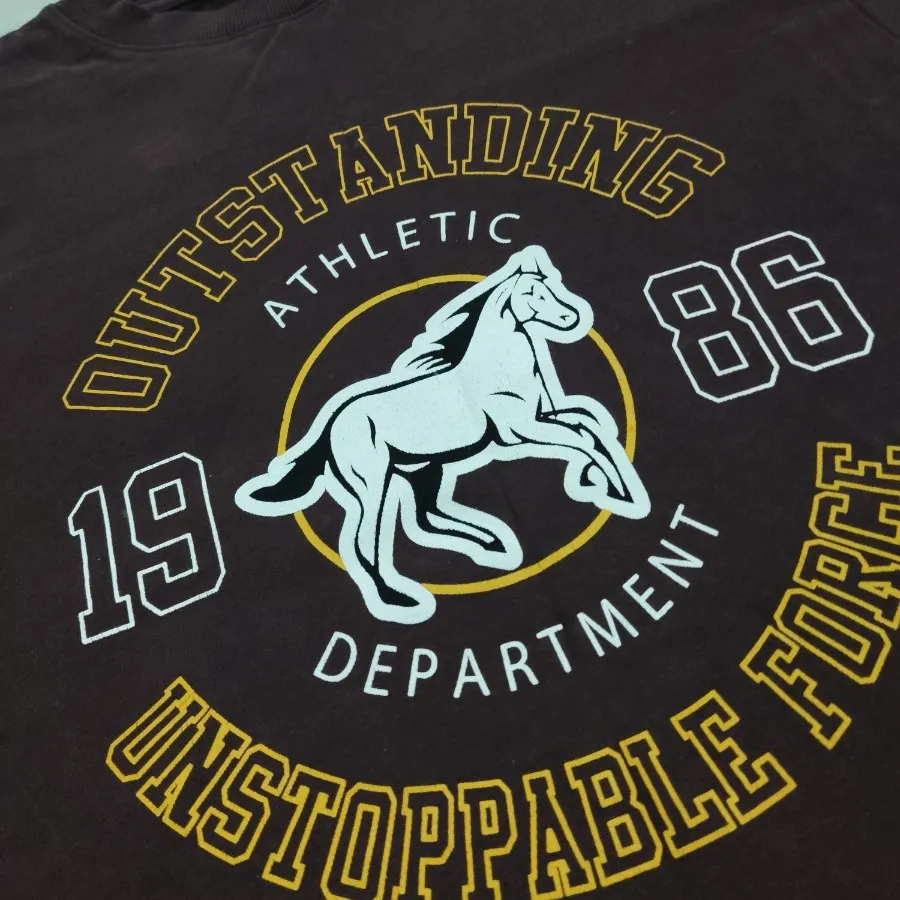 OUTSTANDING
ATHLETIC
19 86
DEPARTMENT
UNSTOPPABLE FORCE